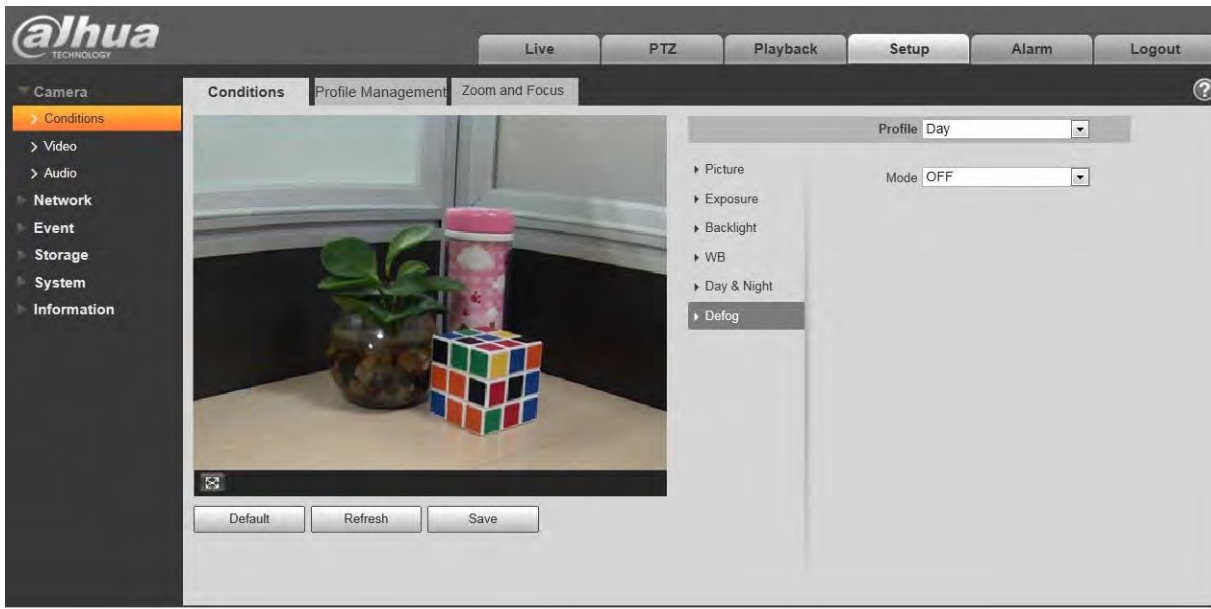 alhua
TECHNOLOGY
Live PTZ Playback Setup Alarm Logout
Camera
Conditions
Video
Audio
Network
Event
Storage
System
Information
Conditions Profile Management Zoom and Focus
?
Profile Day
Picture
Exposure
Backlight
WB
Day & Night
Defog
Mode OFF
Default Refresh Save